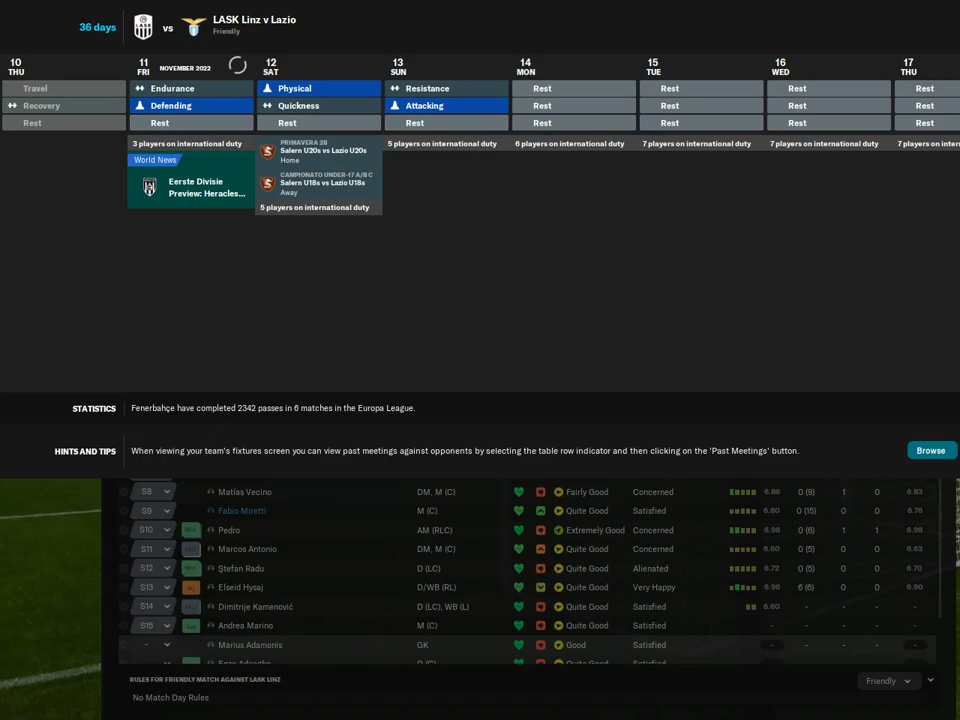 36 days
vs
LASK Linz v Lazio
Friendly
10
THU
11
FRI
NOVEMBER 2022
12
SAT
13
SUN
14
MON
15
TUE
16
WED
17
THU
Travel
Endurance
Physical
Resistance
Rest
Rest
Rest
Rest
Recovery
Defending
Quickness
Attacking
Rest
Rest
Rest
Rest
Rest
Rest
Rest
Rest
Rest
Rest
Rest
Rest
3 players on international duty
World News
Eerste Divisie
Preview: Heracles...
PRIMAVERA 2B
Salern U20s vs Lazio U20s
Home
CAMPIONATO UNDER-17 A/B C
Salern U18s vs Lazio U18s
Away
5 players on international duty
5 players on international duty
6 players on international duty
7 players on international duty
7 players on international duty
7 players on intern
STATISTICS
Fenerbahçe have completed 2342 passes in 6 matches in the Europa League.
HINTS AND TIPS
When viewing your team's fixtures screen you can view past meetings against opponents by selecting the table row indicator and then clicking on the 'Past Meetings' button.
Browse
S8 Matías Vecino DM, M (C) Fairly Good Concerned 6.86 0 (9) 1 0 6.63
S9 Fabio Miretti M (C) Quite Good Satisfied 6.80 0 (15) 0 0 6.76
S10 Wnt Pedro AM (RLC) Extremely Good Concerned 6.98 0 (6) 1 1 6.98
S11 Marcos Antonio DM, M (C) Quite Good Concerned 6.60 0 (5) 0 0 6.63
S12 Ștefan Radu D (LC) Quite Good Alienated 6.72 0 (5) 0 0 6.70
S13 Inj Elseid Hysaj D/WB (RL) Quite Good Very Happy 6.96 6 (6) 0 0 6.90
S14 Dimitrije Kamenović D (LC), WB (L) Quite Good Satisfied 6.60 - - - -
S15 Andrea Marino M (C) Quite Good Satisfied - - - - -
- Marius Adamonis GK Good Satisfied - - - - -
RULES FOR FRIENDLY MATCH AGAINST LASK LINZ
Friendly
No Match Day Rules